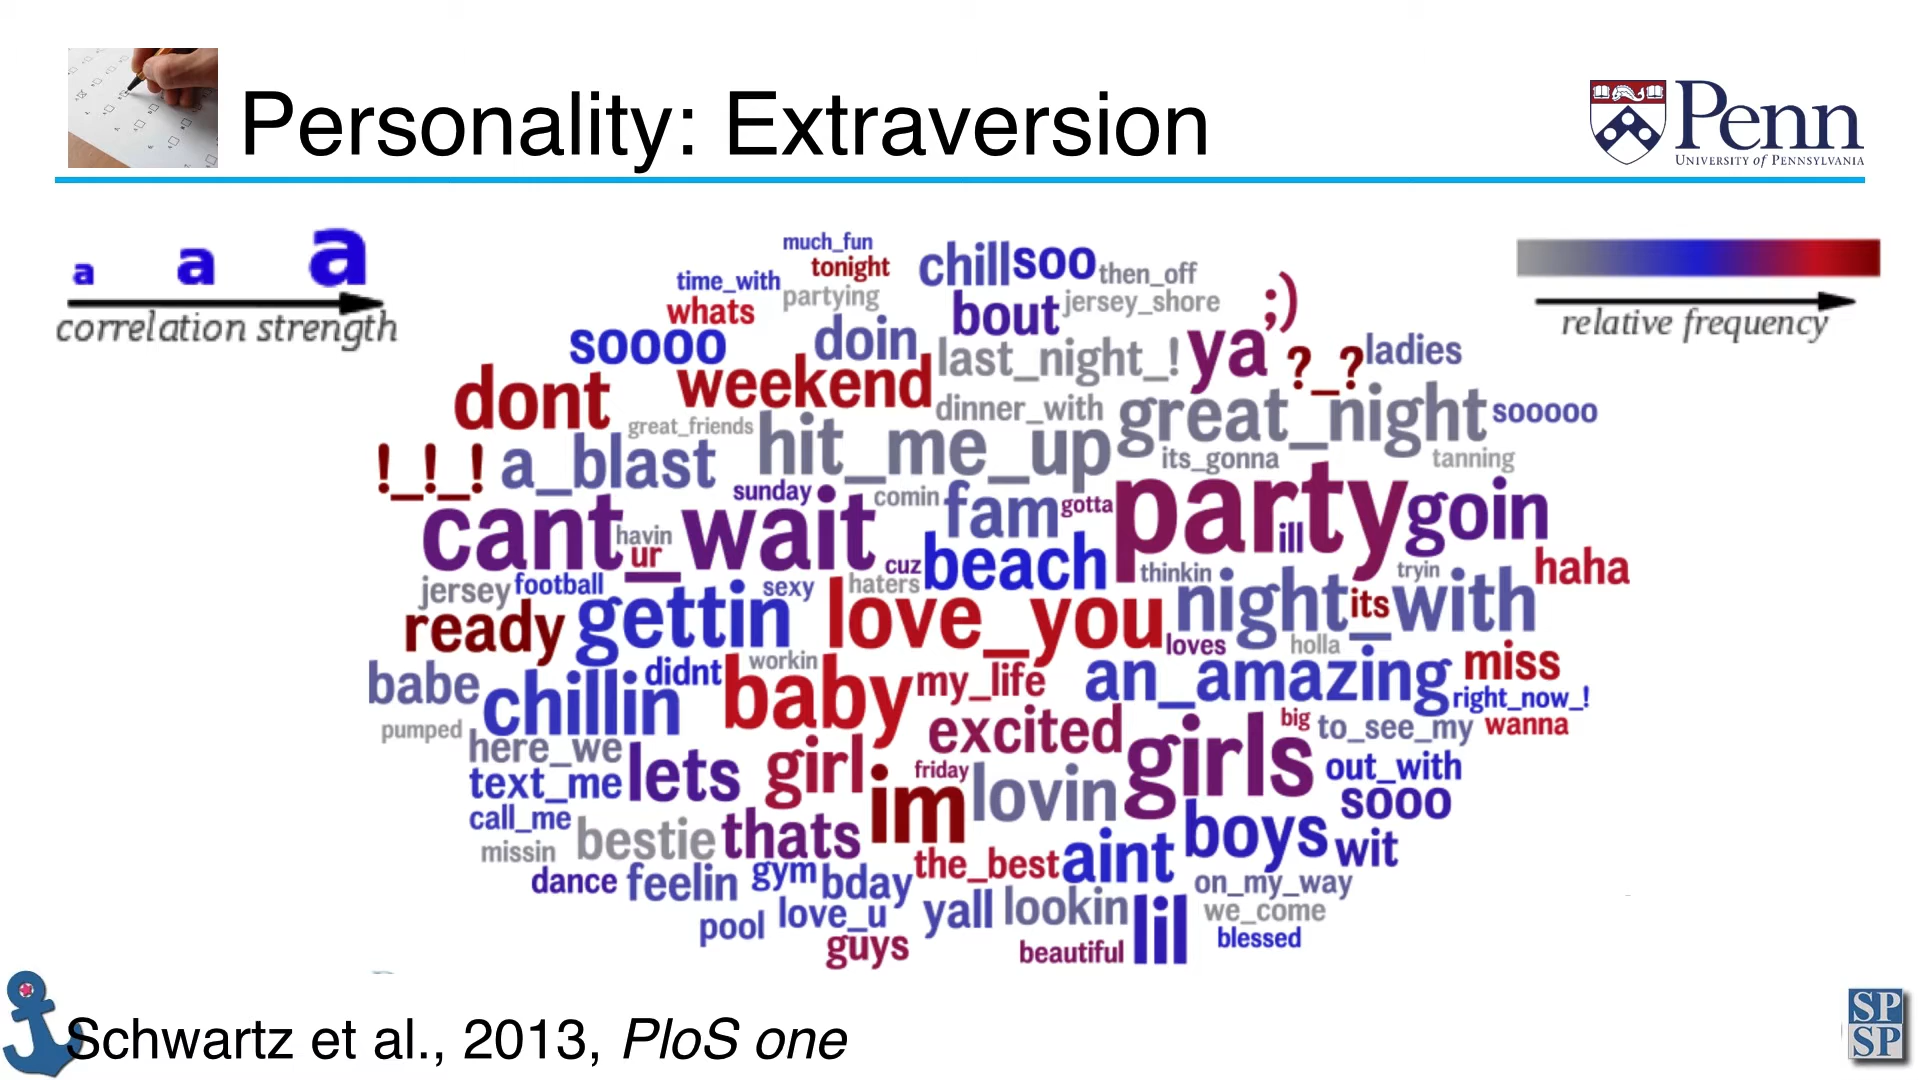 Personality: Extraversion
Penn
UNIVERSITY of PENNSYLVANIA
a a a
correlation strength
relative frequency
much_fun
time_with tonight chill soo then_off
whats partying bout jersey_shore ;)
soooo doin last_night_! ya ?_? ladies
dont weekend dinner_with great_night sooooo
great_friends hit_me_up its_gonna tanning
!_!_! a_blast sunday comin fam gotta party goin
cant_wait havin ur cuz beach ill thinkin tryin haha
jersey football sexy haters night_with its
ready gettin love_you loves holla
babe chillin didnt workin baby my_life an_amazing miss
right_now_!
pumped here_we excited girls big to_see_my wanna
text_me lets girl friday im lovin out_with
call_me sooo
missin bestie thats the_best aint boys wit
dance feelin gym bday on_my_way
pool love_u yall lookin lil we_come
guys beautiful blessed
Schwartz et al., 2013, PloS one
SP
SP